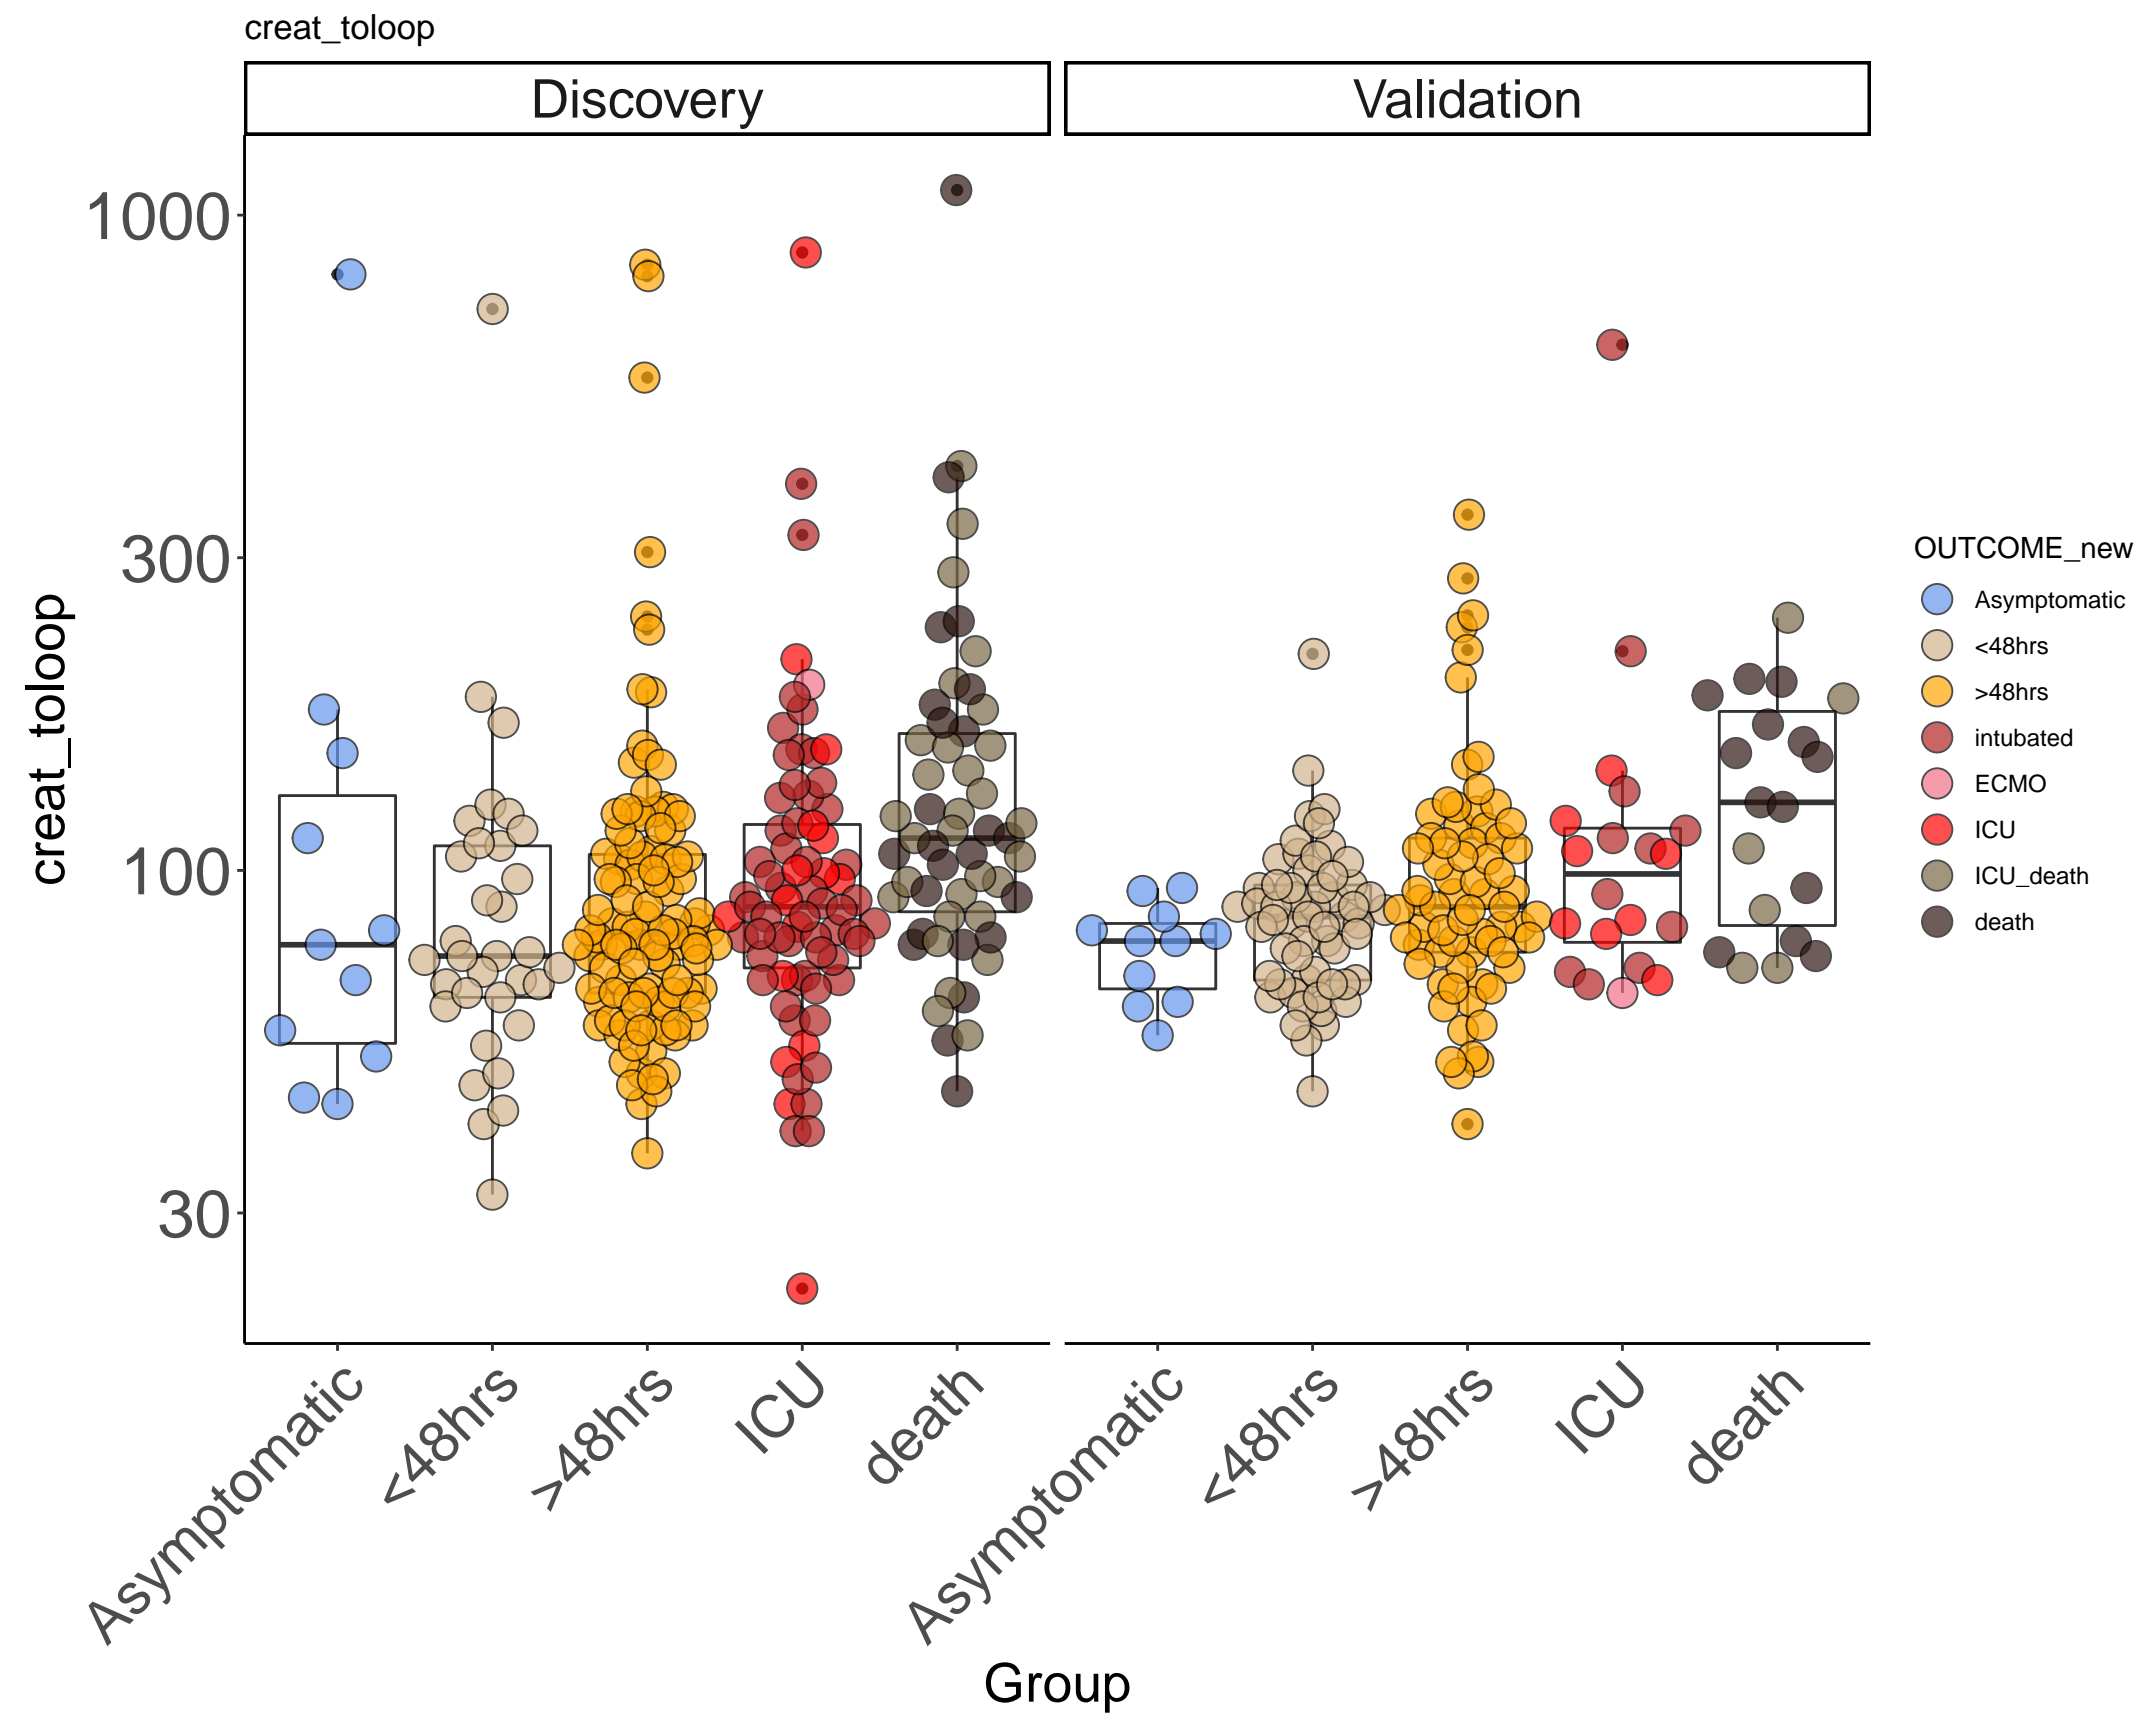 creat_toloop
Discovery
Validation
creat_toloop
1000
300
100
30
Asymptomatic
<48hrs
>48hrs
ICU
death
Asymptomatic
<48hrs
>48hrs
ICU
death
Group
OUTCOME_new
Asymptomatic
<48hrs
>48hrs
intubated
ECMO
ICU
ICU_death
death